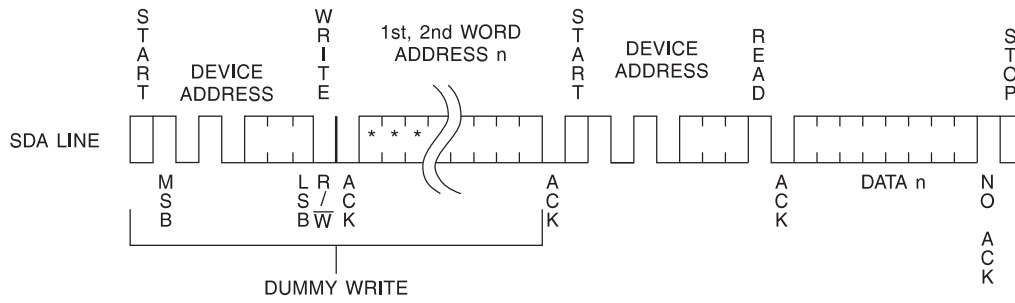 START
WRITE
1st, 2nd WORD
ADDRESS n
START
DEVICE
ADDRESS
READ
STOP
DEVICE
ADDRESS
SDA LINE
* * *
MSB
LSB
R/W̅
ACK
ACK
ACK
DATA n
NO ACK
DUMMY WRITE